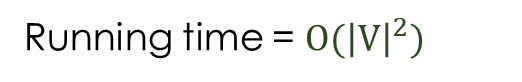 Running time = O(|V|²)